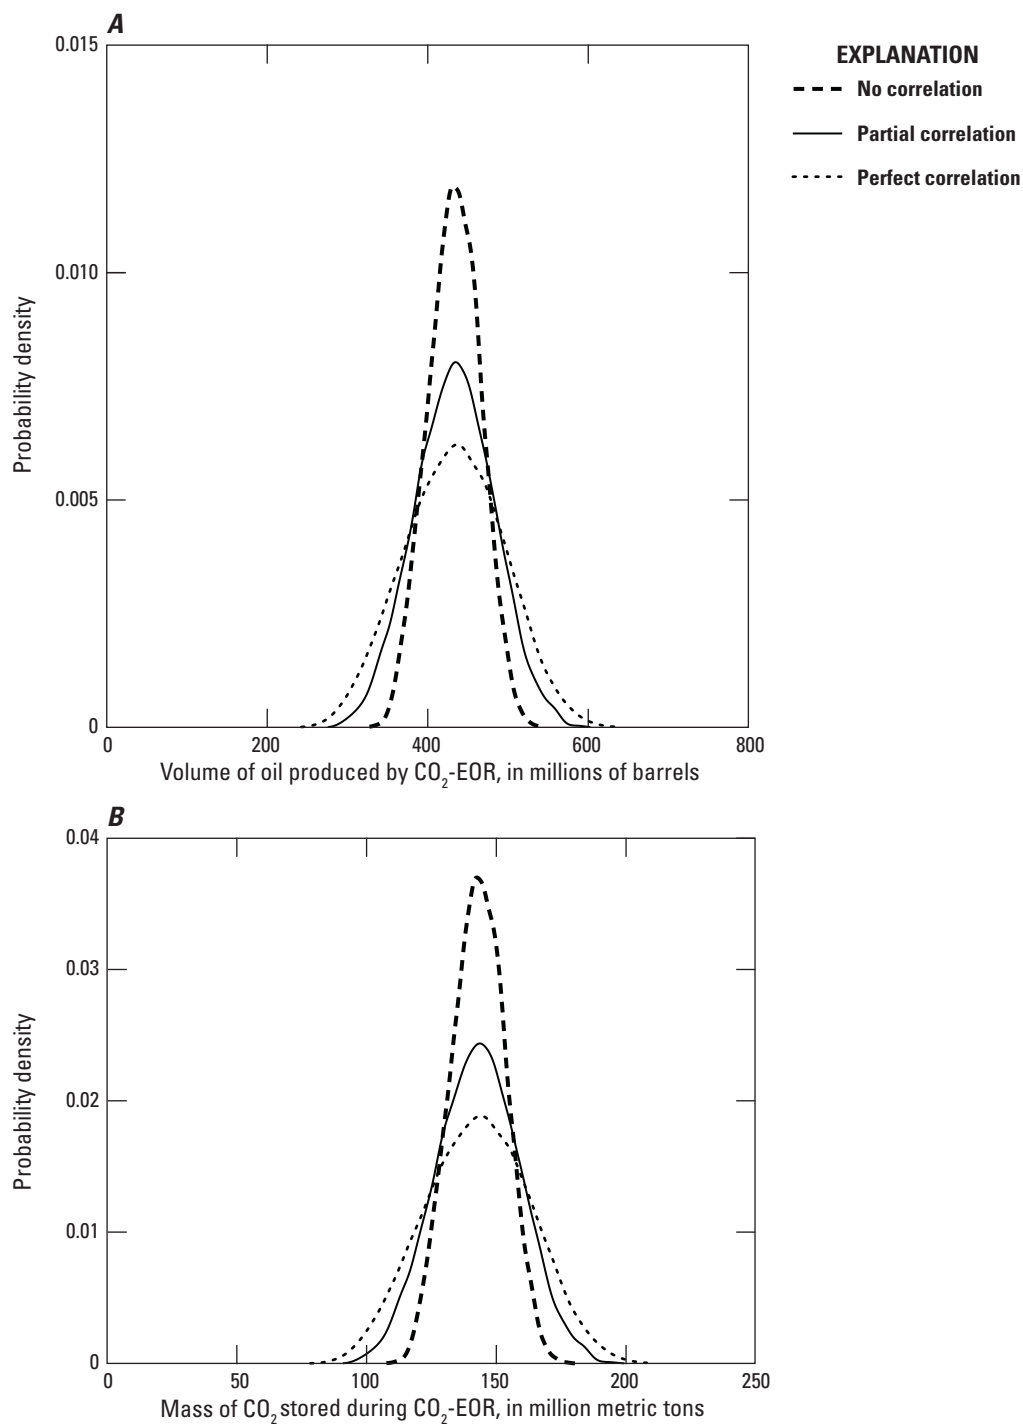 A
EXPLANATION
No correlation
Partial correlation
Perfect correlation
0.015
0.010
0.005
0
Probability density
0 200 400 600 800
Volume of oil produced by CO2-EOR, in millions of barrels
B
0.04
0.03
0.02
0.01
0
Probability density
0 50 100 150 200 250
Mass of CO2 stored during CO2-EOR, in million metric tons